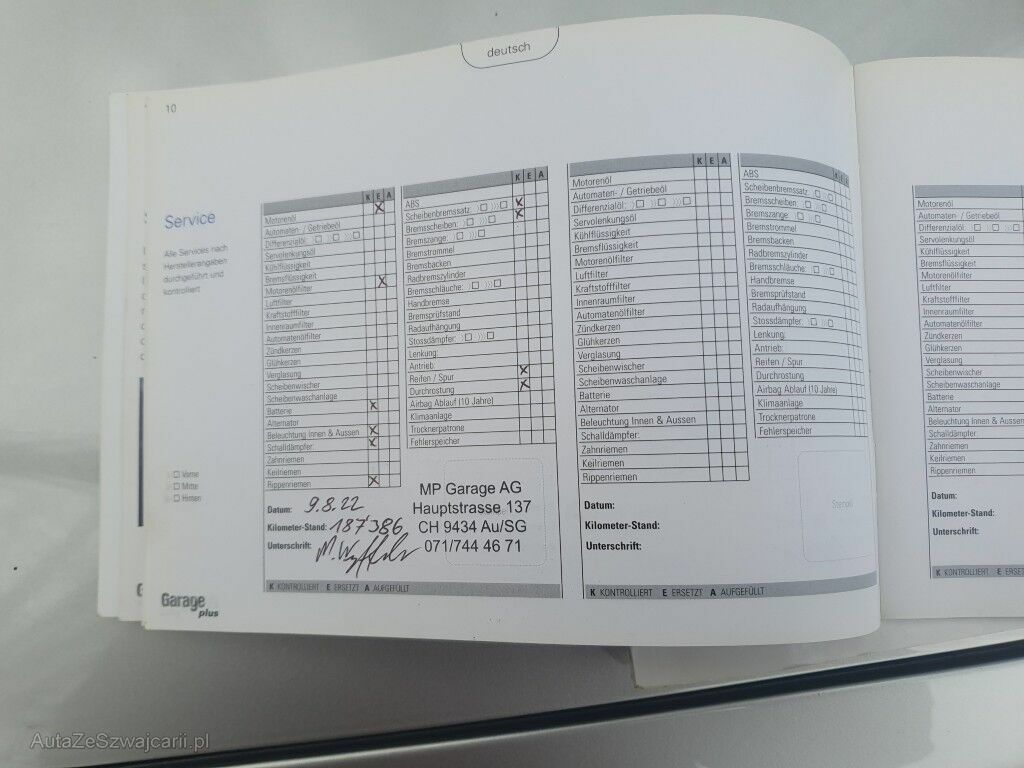 deutsch
10
Service
Alle Services nach
Herstellerangaben
durchgeführt und
kontrolliert
Vorne
Mitte
Hinten
Garage
plus
K E A
Motorenöl
Automaten- / Getriebeöl
Differenzialöl:
Servolenkungsöl
Kühlflüssigkeit
Bremsflüssigkeit
Motorenölfilter
Luftfilter
Kraftstofffilter
Innenraumfilter
Automatenölfilter
Zündkerzen
Glühkerzen
Verglasung
Scheibenwischer
Scheibenwaschanlage
Batterie
Alternator
Beleuchtung Innen & Aussen
Schalldämpfer:
Zahnriemen
Keilriemen
Rippenriemen
K E A
ABS
Scheibenbremssatz:
Bremsscheiben:
Bremszange:
Bremstrommel
Bremsbacken
Radbremszylinder
Bremsschläuche:
Handbremse
Bremsprüfstand
Radaufhängung
Stossdämpfer:
Lenkung:
Antrieb:
Reifen / Spur
Durchrostung
Airbag Ablauf (10 Jahre)
Klimaanlage
Trocknerpatrone
Fehlerspeicher
Datum: 9.8.22
Kilometer-Stand: 187386
Unterschrift:
MP Garage AG
Hauptstrasse 137
CH 9434 Au/SG
071/744 46 71
K KONTROLLIERT E ERSETZT A AUFGEFÜLLT
K E A
Motorenöl
Automaten- / Getriebeöl
Differenzialöl:
Servolenkungsöl
Kühlflüssigkeit
Bremsflüssigkeit
Motorenölfilter
Luftfilter
Kraftstofffilter
Innenraumfilter
Automatenölfilter
Zündkerzen
Glühkerzen
Verglasung
Scheibenwischer
Scheibenwaschanlage
Batterie
Alternator
Beleuchtung Innen & Aussen
Schalldämpfer:
Zahnriemen
Keilriemen
Rippenriemen
K E A
ABS
Scheibenbremssatz:
Bremsscheiben:
Bremszange:
Bremstrommel
Bremsbacken
Radbremszylinder
Bremsschläuche:
Handbremse
Bremsprüfstand
Radaufhängung
Stossdämpfer:
Lenkung:
Antrieb:
Reifen / Spur
Durchrostung
Airbag Ablauf (10 Jahre)
Klimaanlage
Trocknerpatrone
Fehlerspeicher
Datum:
Kilometer-Stand:
Unterschrift:
Stempel
K KONTROLLIERT E ERSETZT A AUFGEFÜLLT
Motorenöl
Automaten- / Getriebeöl
Differenzialöl:
Servolenkungsöl
Kühlflüssigkeit
Bremsflüssigkeit
Motorenölfilter
Luftfilter
Kraftstofffilter
Innenraumfilter
Automatenölfilter
Zündkerzen
Glühkerzen
Verglasung
Scheibenwischer
Scheibenwaschanlage
Batterie
Alternator
Beleuchtung Innen & Aussen
Schalldämpfer:
Zahnriemen
Keilriemen
Rippenriemen
Datum:
Kilometer-Stand:
Unterschrift:
K KONTROLLIERT E
AutaZeSzwajcarii.pl